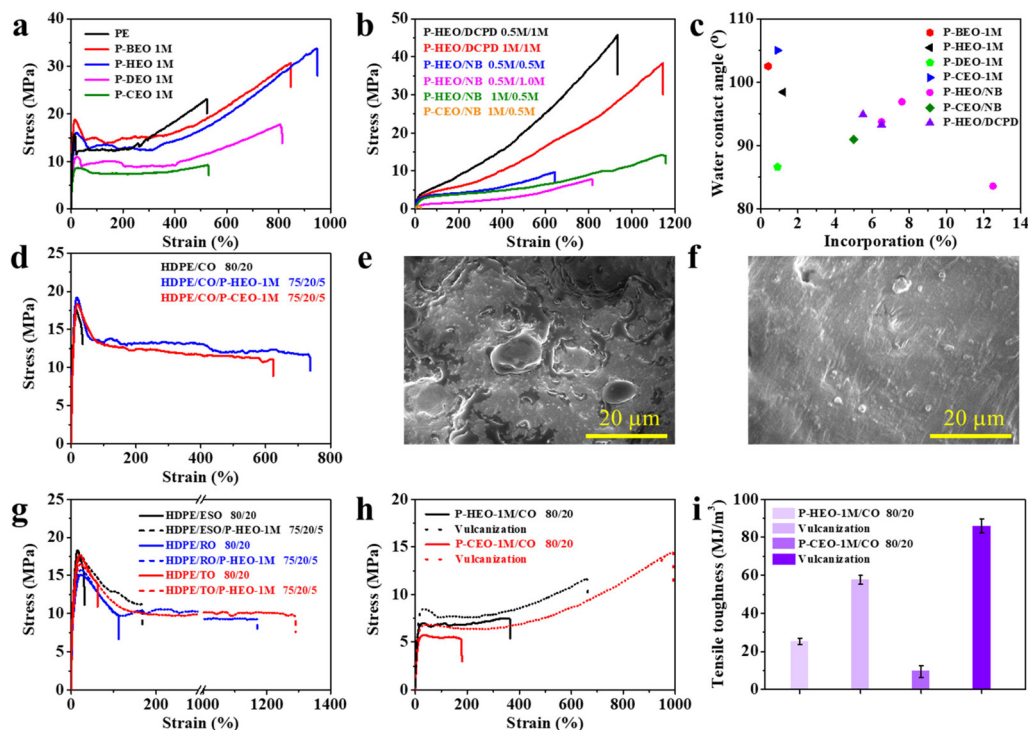 a
PE
P-BEO 1M
P-HEO 1M
P-DEO 1M
P-CEO 1M
Stress (MPa)
40
30
20
10
0
0 200 400 600 800 1000
Strain (%)
b
P-HEO/DCPD 0.5M/1M
P-HEO/DCPD 1M/1M
P-HEO/NB 0.5M/0.5M
P-HEO/NB 0.5M/1.0M
P-HEO/NB 1M/0.5M
P-CEO/NB 1M/0.5M
Stress (MPa)
50
40
30
20
10
0
0 200 400 600 800 1000 1200
Strain (%)
c
P-BEO-1M
P-HEO-1M
P-DEO-1M
P-CEO-1M
P-HEO/NB
P-CEO/NB
P-HEO/DCPD
Water contact angle (°)
110
100
90
80
0 2 4 6 8 10 12 14
Incorporation (%)
d
HDPE/CO 80/20
HDPE/CO/P-HEO-1M 75/20/5
HDPE/CO/P-CEO-1M 75/20/5
Stress (MPa)
25
20
15
10
5
0
0 200 400 600 800
Strain (%)
e
20 μm
f
20 μm
g
HDPE/ESO 80/20
HDPE/ESO/P-HEO-1M 75/20/5
HDPE/RO 80/20
HDPE/RO/P-HEO-1M 75/20/5
HDPE/TO 80/20
HDPE/TO/P-HEO-1M 75/20/5
Stress (MPa)
25
20
15
10
5
0
0 100 200 1000 1200 1400
Strain (%)
h
P-HEO-1M/CO 80/20
Vulcanization
P-CEO-1M/CO 80/20
Vulcanization
Stress (MPa)
20
15
10
5
0
0 200 400 600 800 1000
Strain (%)
i
P-HEO-1M/CO 80/20
Vulcanization
P-CEO-1M/CO 80/20
Vulcanization
Tensile toughness (MJ/m³)
100
80
60
40
20
0